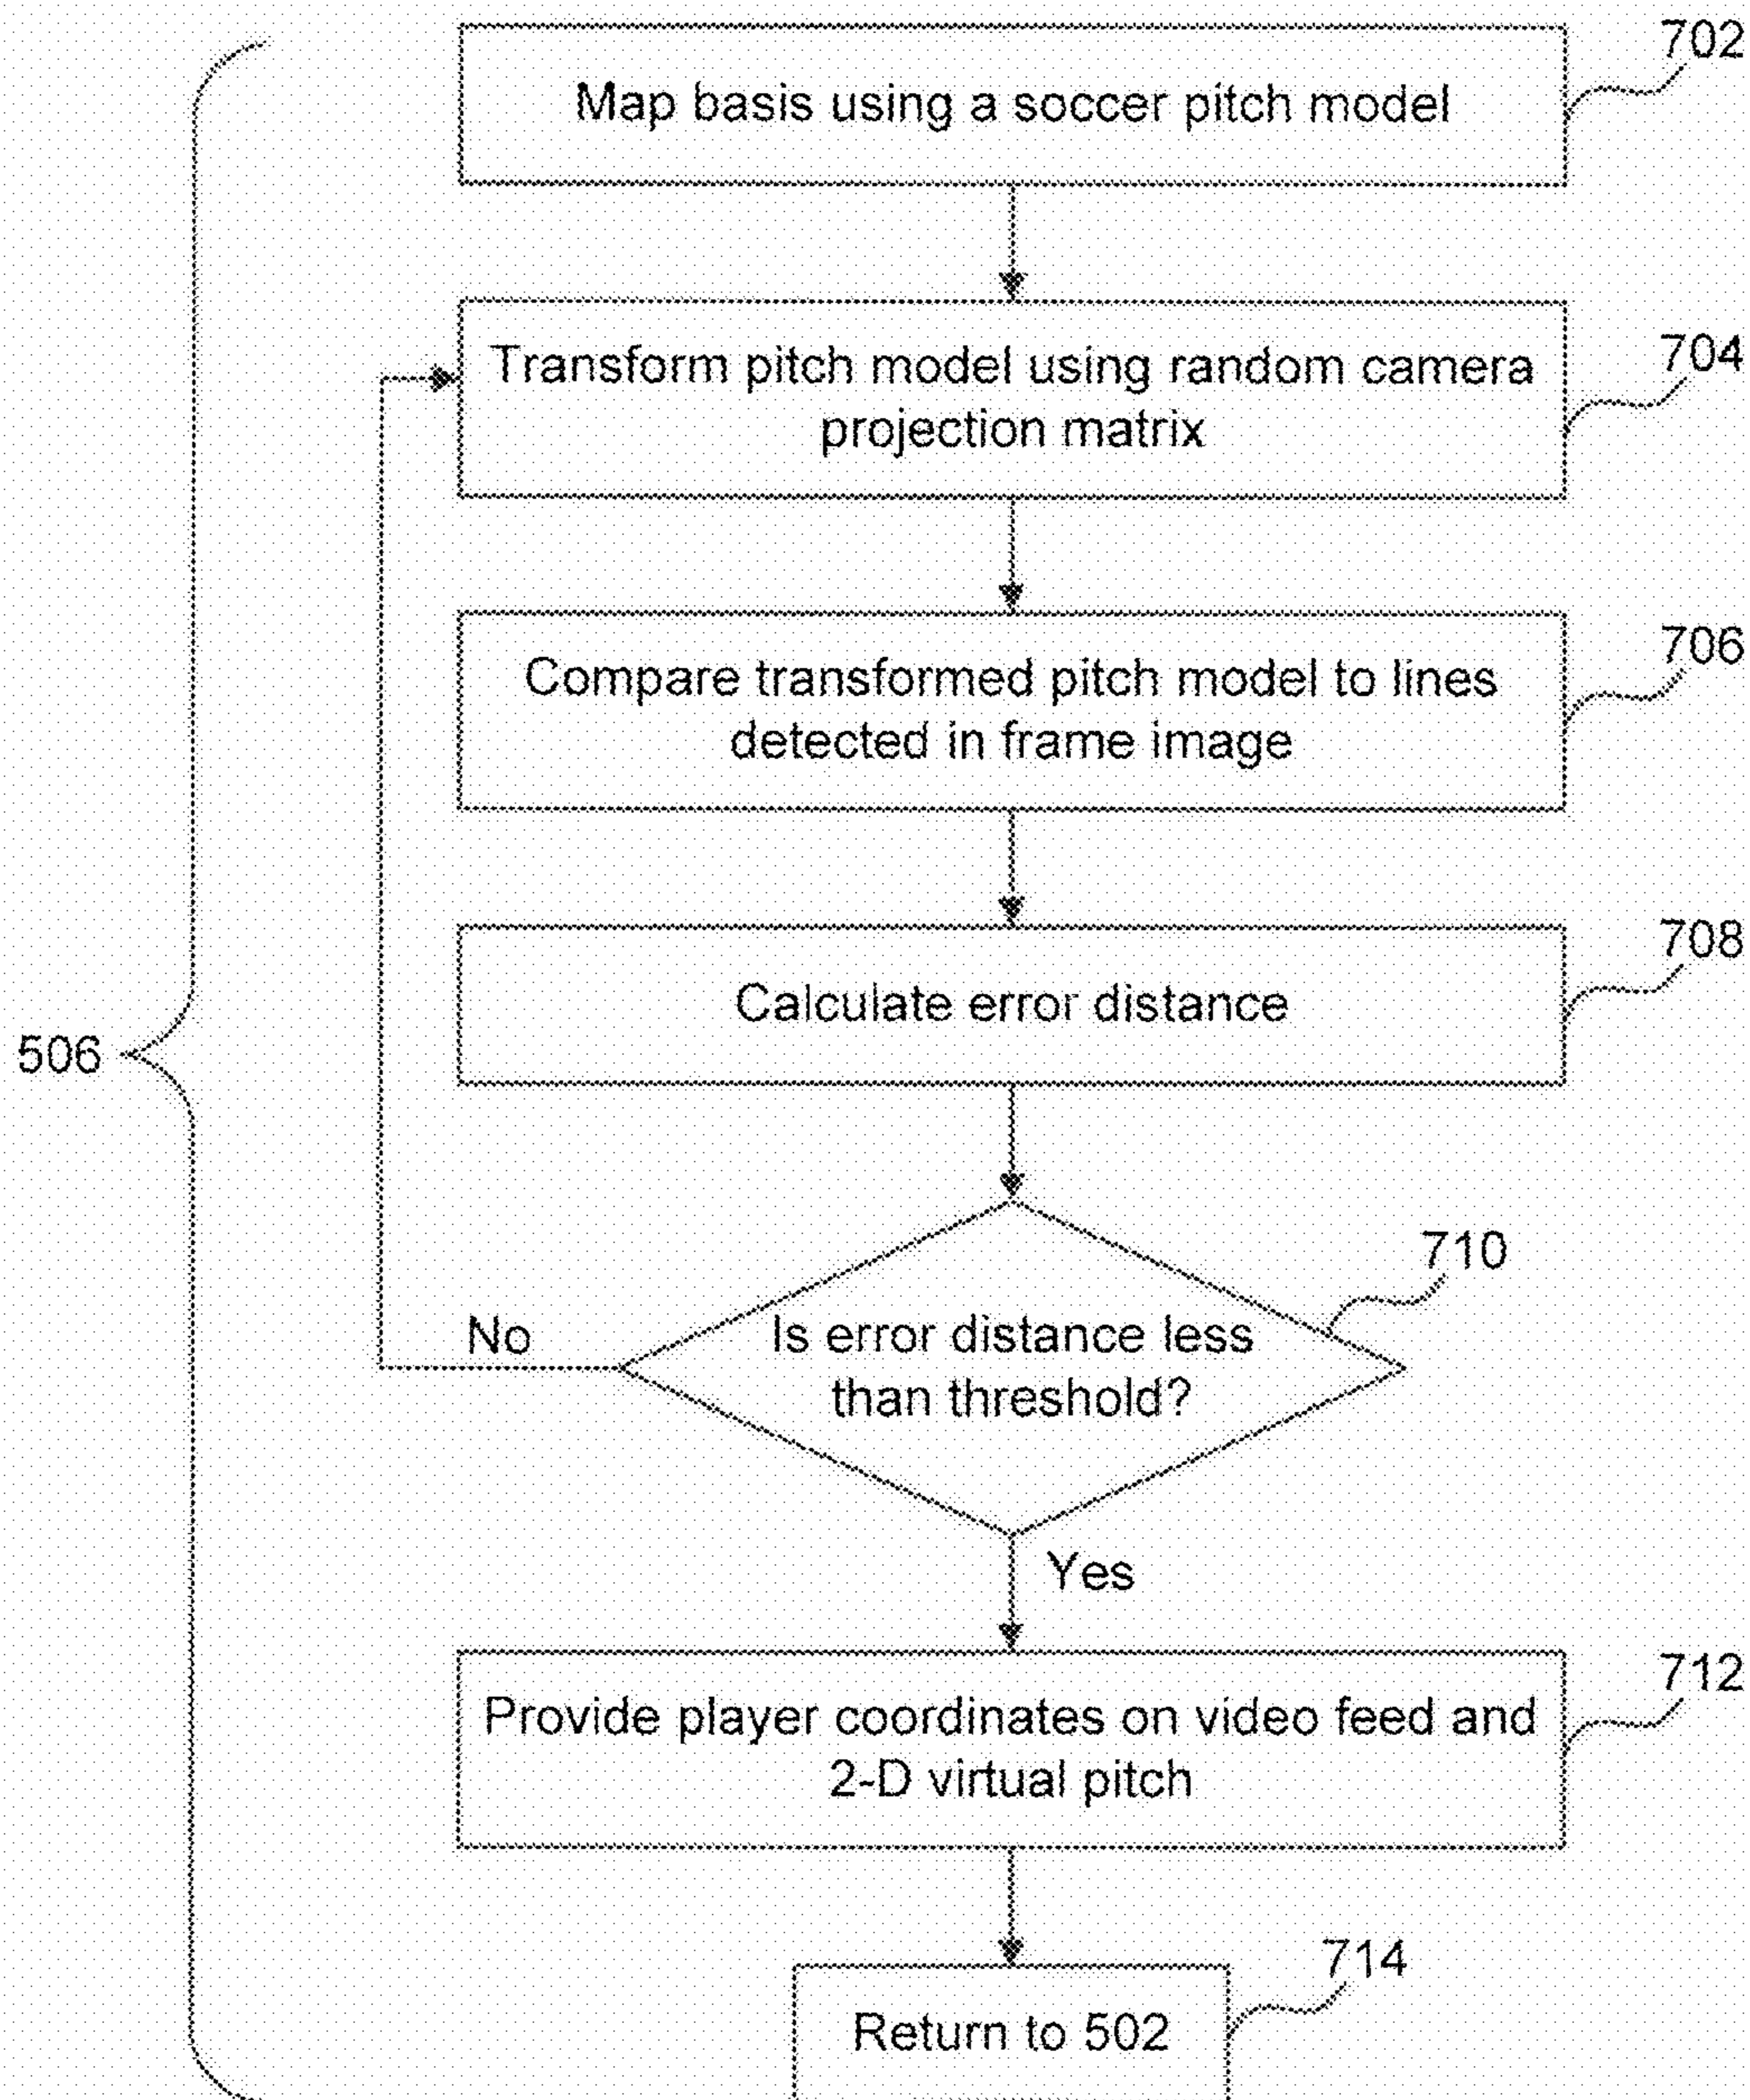 702
Map basis using a soccer pitch model
704
Transform pitch model using random camera
projection matrix
706
Compare transformed pitch model to lines
detected in frame image
708
Calculate error distance
506
710
No
Is error distance less
than threshold?
Yes
712
Provide player coordinates on video feed and
2-D virtual pitch
714
Return to 502